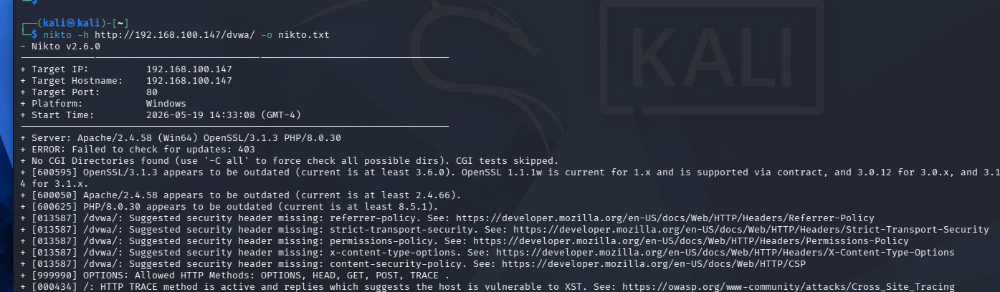 $
KALI
┌──(kali㉿kali)-[~]
└─$ nikto -h http://192.168.100.147/dvwa/ -o nikto.txt
- Nikto v2.6.0
+ Target IP:          192.168.100.147
+ Target Hostname:    192.168.100.147
+ Target Port:        80
+ Platform:           Windows
+ Start Time:         2026-05-19 14:33:08 (GMT-4)
+ Server: Apache/2.4.58 (Win64) OpenSSL/3.1.3 PHP/8.0.30
+ ERROR: Failed to check for updates: 403
+ No CGI Directories found (use '-C all' to force check all possible dirs). CGI tests skipped.
+ [600595] OpenSSL/3.1.3 appears to be outdated (current is at least 3.6.0). OpenSSL 1.1.1w is current for 1.x and is supported via contract, and 3.0.12 for 3.0.x, and 3.1
4 for 3.1.x.
+ [600050] Apache/2.4.58 appears to be outdated (current is at least 2.4.66).
+ [600625] PHP/8.0.30 appears to be outdated (current is at least 8.5.1).
+ [013587] /dvwa/: Suggested security header missing: referrer-policy. See: https://developer.mozilla.org/en-US/docs/Web/HTTP/Headers/Referrer-Policy
+ [013587] /dvwa/: Suggested security header missing: strict-transport-security. See: https://developer.mozilla.org/en-US/docs/Web/HTTP/Headers/Strict-Transport-Security
+ [013587] /dvwa/: Suggested security header missing: permissions-policy. See: https://developer.mozilla.org/en-US/docs/Web/HTTP/Headers/Permissions-Policy
+ [013587] /dvwa/: Suggested security header missing: x-content-type-options. See: https://developer.mozilla.org/en-US/docs/Web/HTTP/Headers/X-Content-Type-Options
+ [013587] /dvwa/: Suggested security header missing: content-security-policy. See: https://developer.mozilla.org/en-US/docs/Web/HTTP/CSP
+ [999990] OPTIONS: Allowed HTTP Methods: OPTIONS, HEAD, GET, POST, TRACE .
+ [000434] /: HTTP TRACE method is active and replies which suggests the host is vulnerable to XST. See: https://owasp.org/www-community/attacks/Cross_Site_Tracing